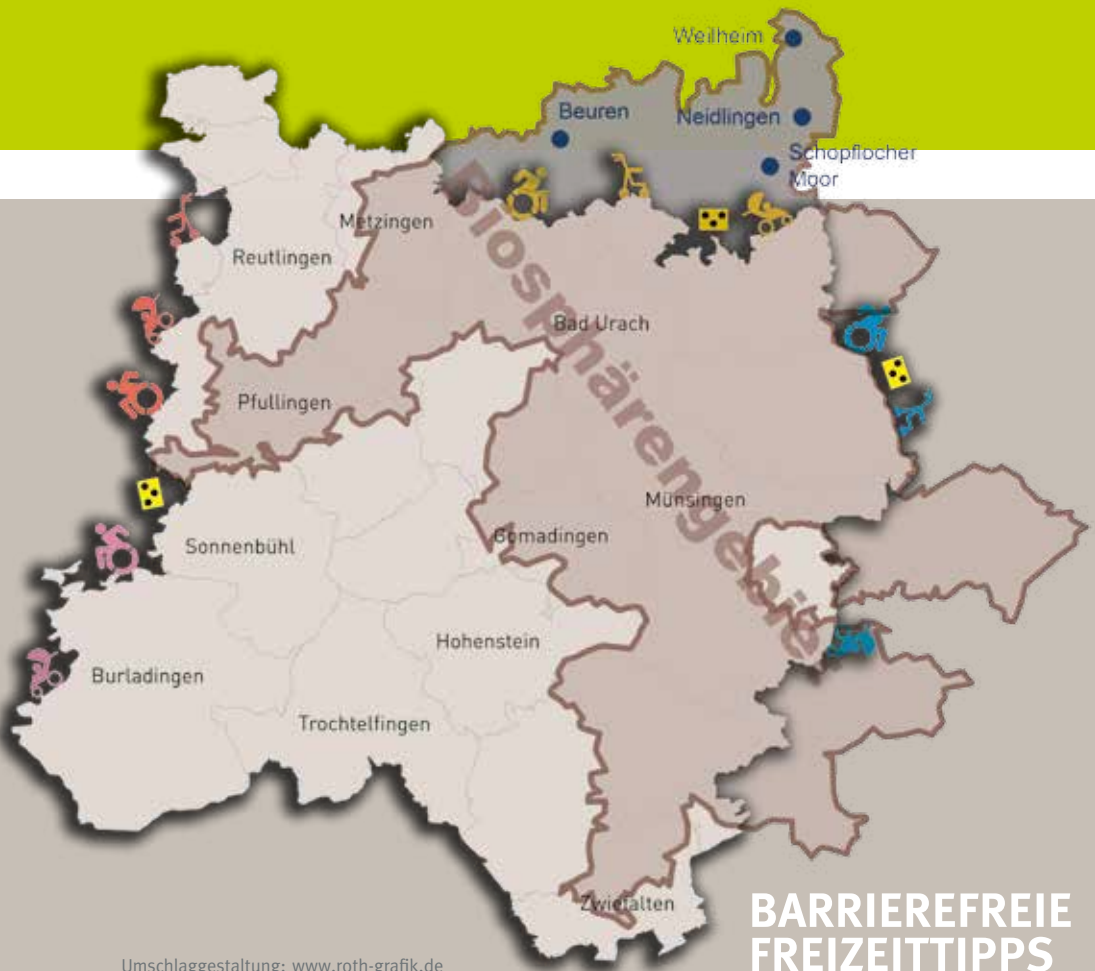 Weilheim
Beuren
Neidlingen
Schopflocher
Moor
Metzingen
Reutlingen
Biosphärengebie
Bad Urach
Pfullingen
Münsingen
Sonnenbühl
Gomadingen
Hohenstein
Burladingen
Trochtelfingen
Zwiefalten
BARRIEREFREIE
FREIZEITTIPPS
Umschlaggestaltung: www.roth-grafik.de